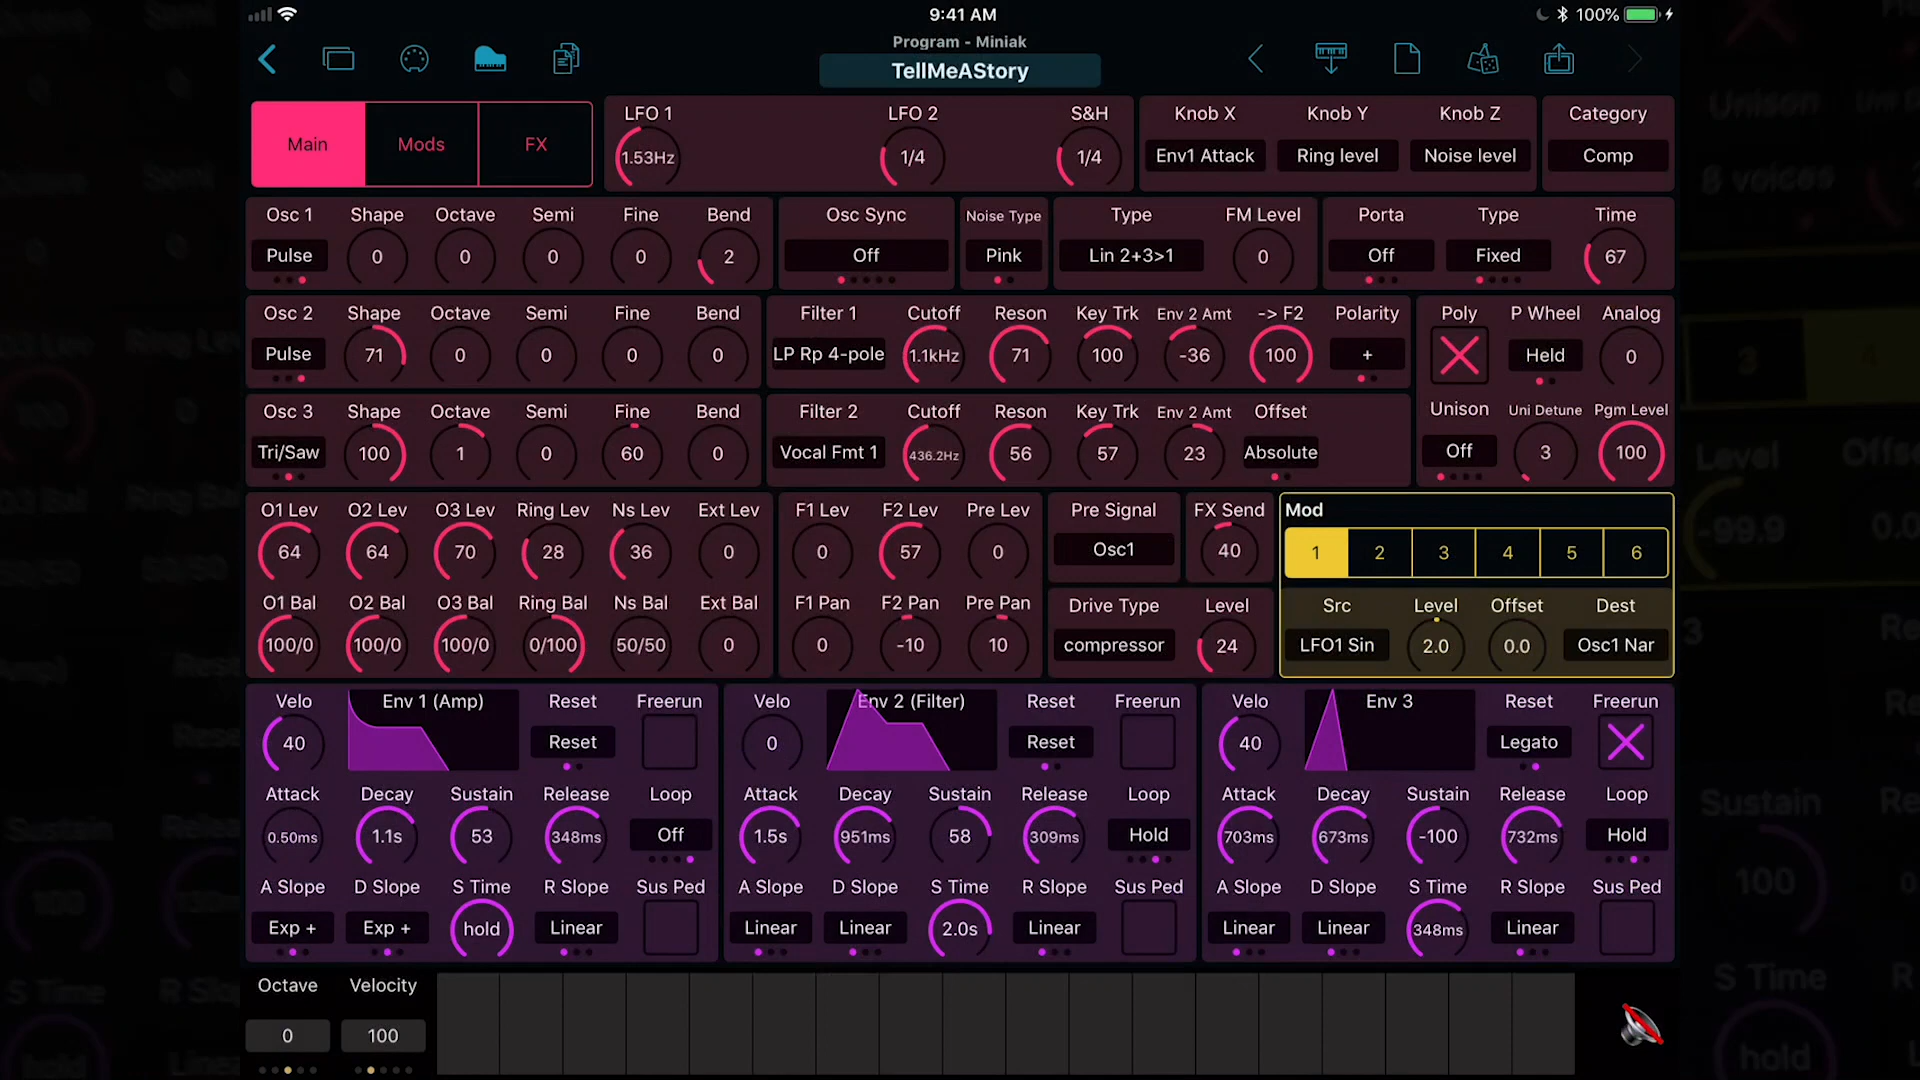 9:41 AM
100%
Program - Miniak
TellMeAStory
Main Mods FX
LFO 1 LFO 2 S&H
1.53Hz 1/4 1/4
Knob X Knob Y Knob Z
Env1 Attack Ring level Noise level
Category
Comp
Osc 1 Shape Octave Semi Fine Bend
Pulse 0 0 0 0 2
Osc Sync
Off
Noise Type
Pink
Type FM Level
Lin 2+3>1 0
Porta Type Time
Off Fixed 67
Osc 2 Shape Octave Semi Fine Bend
Pulse 71 0 0 0 0
Filter 1 Cutoff Reson Key Trk Env 2 Amt -> F2 Polarity
LP Rp 4-pole 1.1kHz 71 100 -36 100 +
Poly P Wheel Analog
Held 0
Osc 3 Shape Octave Semi Fine Bend
Tri/Saw 100 1 0 60 0
Filter 2 Cutoff Reson Key Trk Env 2 Amt Offset
Vocal Fmt 1 436.2Hz 56 57 23 Absolute
Unison Uni Detune Pgm Level
Off 3 100
O1 Lev O2 Lev O3 Lev Ring Lev Ns Lev Ext Lev
64 64 70 28 36 0
O1 Bal O2 Bal O3 Bal Ring Bal Ns Bal Ext Bal
100/0 100/0 100/0 0/100 50/50 0
F1 Lev F2 Lev Pre Lev
0 57 0
F1 Pan F2 Pan Pre Pan
0 -10 10
Pre Signal
Osc1
FX Send
40
Drive Type Level
compressor 24
Mod
1 2 3 4 5 6
Src Level Offset Dest
LFO1 Sin 2.0 0.0 Osc1 Nar
Velo Env 1 (Amp) Reset Freerun
40 Reset
Attack Decay Sustain Release Loop
0.50ms 1.1s 53 348ms Off
A Slope D Slope S Time R Slope Sus Ped
Exp + Exp + hold Linear
Velo Env 2 (Filter) Reset Freerun
0 Reset
Attack Decay Sustain Release Loop
1.5s 951ms 58 309ms Hold
A Slope D Slope S Time R Slope Sus Ped
Linear Linear 2.0s Linear
Velo Env 3 Reset Freerun
40 Legato
Attack Decay Sustain Release Loop
703ms 673ms -100 732ms Hold
A Slope D Slope S Time R Slope Sus Ped
Linear Linear 348ms Linear
Octave Velocity
0 100